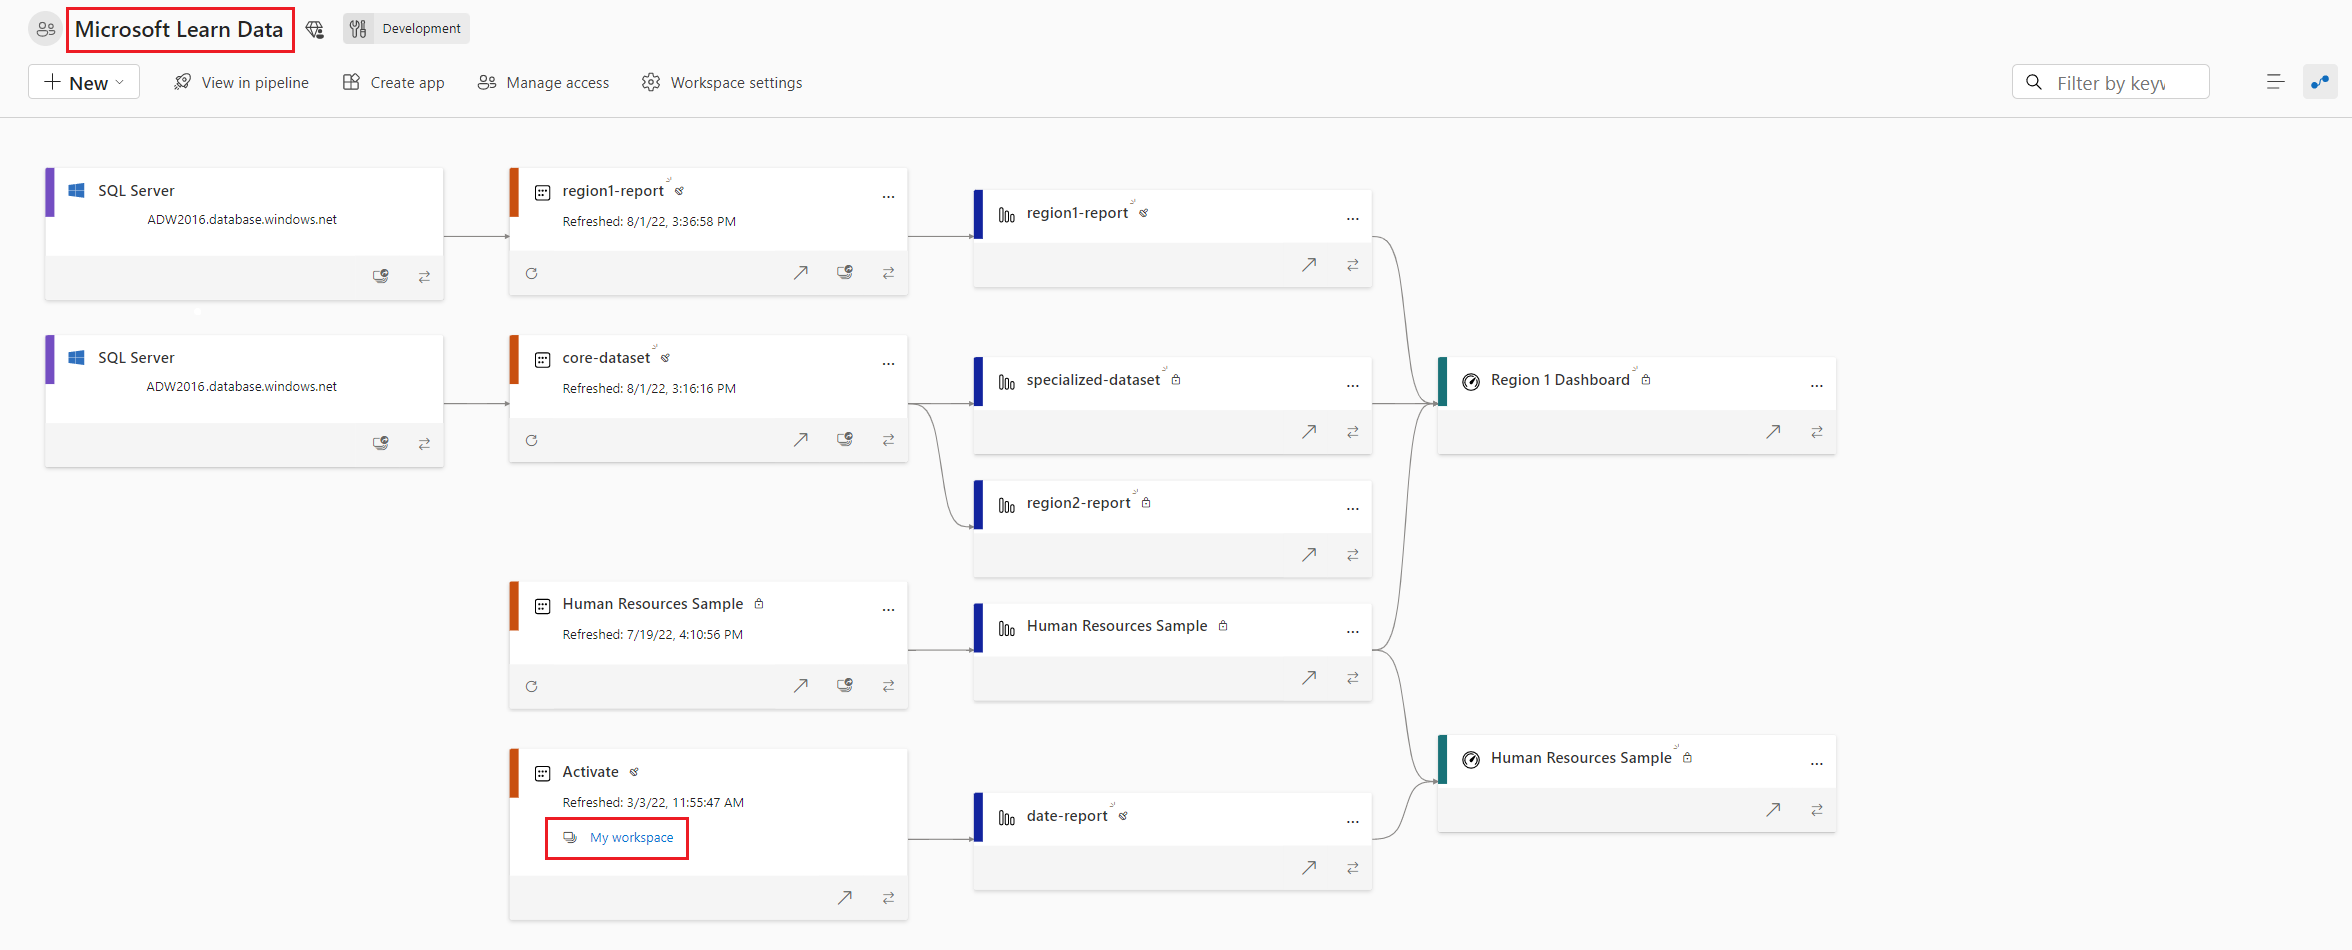 Microsoft Learn Data
Development
New
View in pipeline
Create app
Manage access
Workspace settings
Filter by keyw
SQL Server
ADW2016.database.windows.net
region1-report
Refreshed: 8/1/22, 3:36:58 PM
region1-report
SQL Server
ADW2016.database.windows.net
core-dataset
Refreshed: 8/1/22, 3:16:16 PM
specialized-dataset
Region 1 Dashboard
region2-report
Human Resources Sample
Refreshed: 7/19/22, 4:10:56 PM
Human Resources Sample
Activate
Refreshed: 3/3/22, 11:55:47 AM
My workspace
date-report
Human Resources Sample